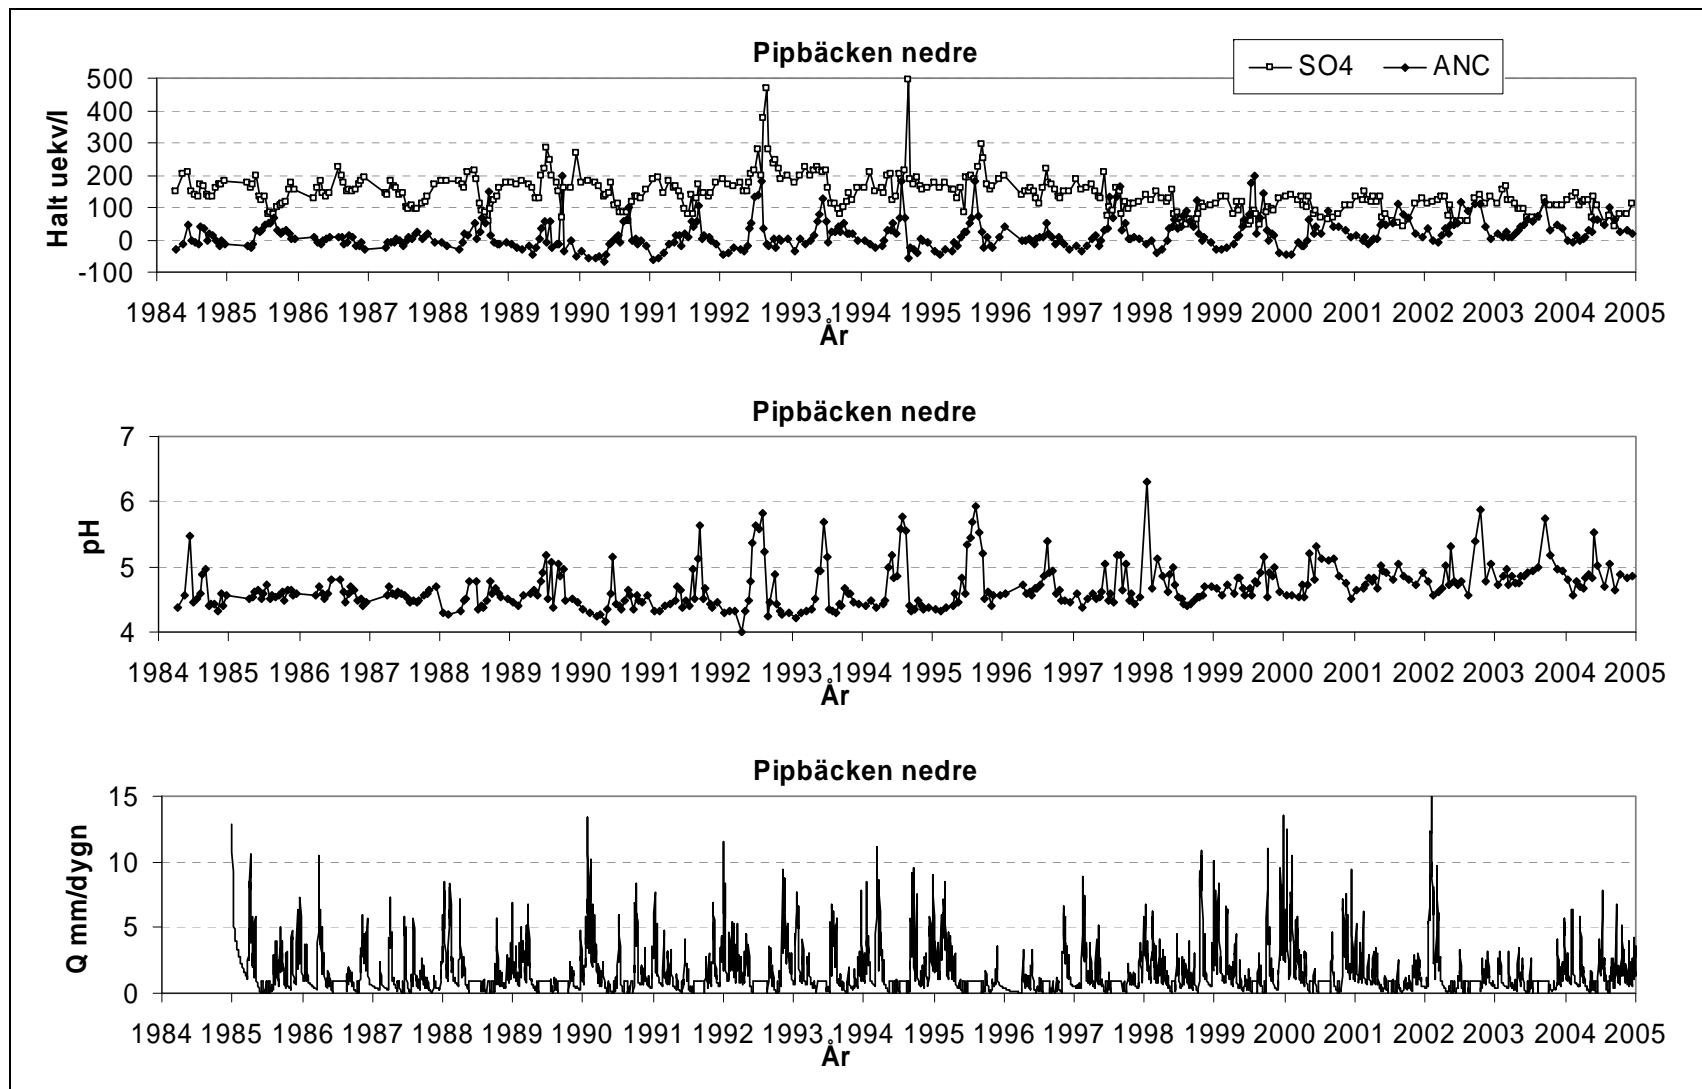 Pipbäcken nedre
SO4 ANC
500
400
300
200
100
0
-100
Halt uekv/l
1984 1985 1986 1987 1988 1989 1990 1991 1992 1993 1994 1995 1996 1997 1998 1999 2000 2001 2002 2003 2004 2005
År
Pipbäcken nedre
7
6
5
4
pH
1984 1985 1986 1987 1988 1989 1990 1991 1992 1993 1994 1995 1996 1997 1998 1999 2000 2001 2002 2003 2004 2005
År
Pipbäcken nedre
15
10
5
0
Q mm/dygn
1984 1985 1986 1987 1988 1989 1990 1991 1992 1993 1994 1995 1996 1997 1998 1999 2000 2001 2002 2003 2004 2005
År